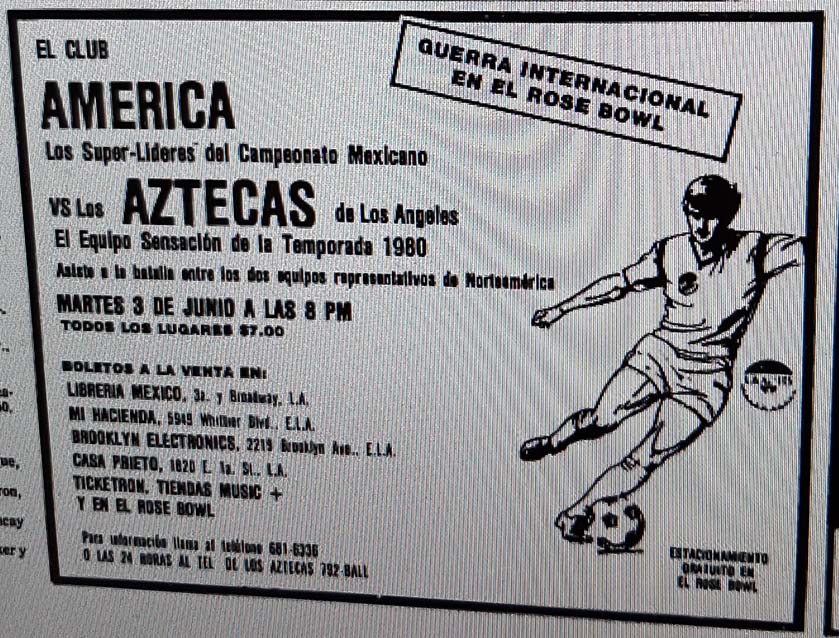 EL CLUB
GUERRA INTERNACIONAL
EN EL ROSE BOWL
AMERICA
Los Super-Lideres del Campeonato Mexicano
VS Los AZTECAS de Los Angeles
El Equipo Sensación de la Temporada 1980
Asista a la batalla entre los dos equipos representativos de Norteamérica
MARTES 3 DE JUNIO A LAS 8 PM
TODOS LOS LUGARES $7.00
BOLETOS A LA VENTA EN:
LIBRERIA MEXICO, 3a. y Broadway, L.A.
MI HACIENDA, 5949 Whittier Blvd., E.L.A.
BROOKLYN ELECTRONICS, 2219 Brooklyn Ave., E.L.A.
CASA PRIETO, 1820 E. 1a. St., L.A.
TICKETRON, TIENDAS MUSIC +
Y EN EL ROSE BOWL
Para información llama al teléfono 681-6336
O LAS 24 HORAS AL TEL DE LOS AZTECAS 792-BALL
ESTACIONAMIENTO
GRATUITO EN
EL ROSE BOWL